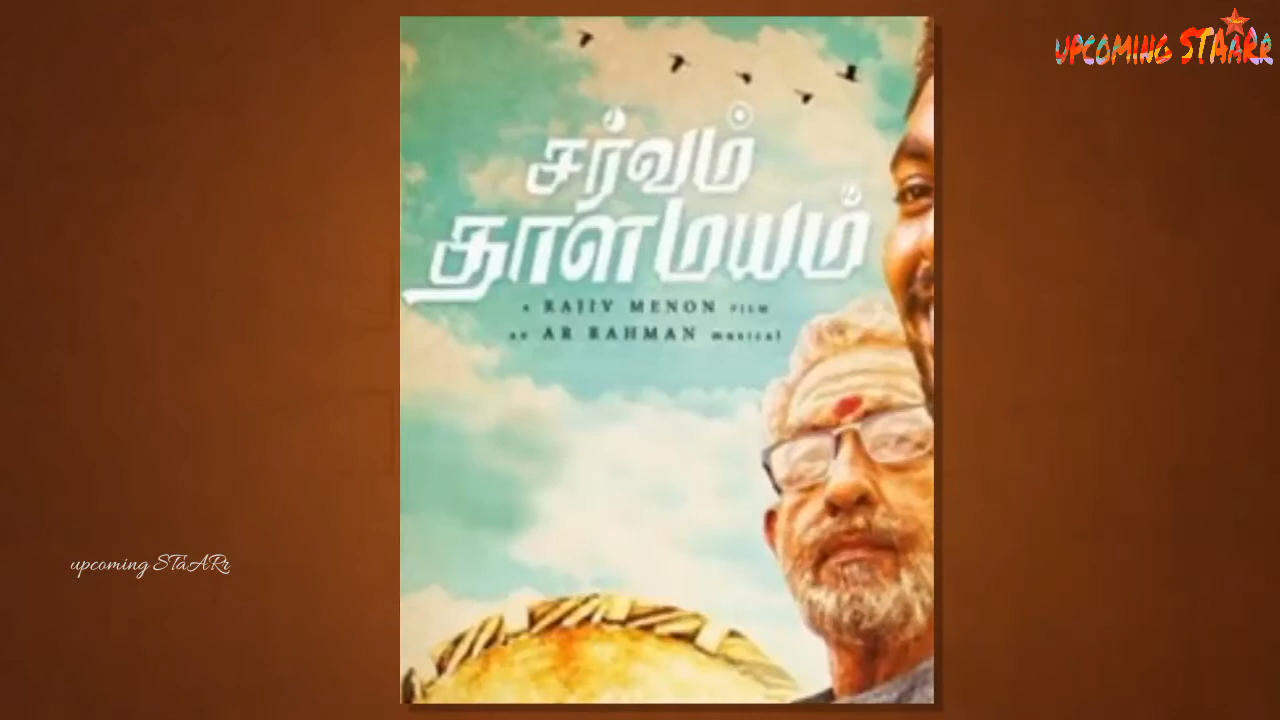 UPCOMING STAARR
சர்வம்
தாளமயம்
A RAJIV MENON FILM
an AR RAHMAN musical
upcoming STaARr